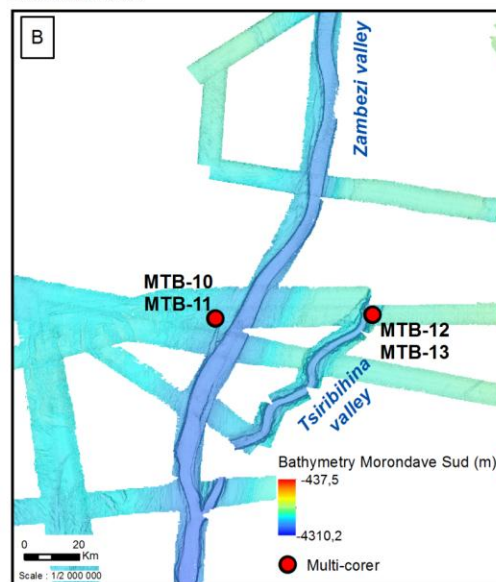 B
Zambezi valley
MTB-10
MTB-11
MTB-12
MTB-13
Tsiribihina
valley
Bathymetry Morondave Sud (m)
-437,5
-4310,2
0 20
Km
Scale : 1/2 000 000
Multi-corer